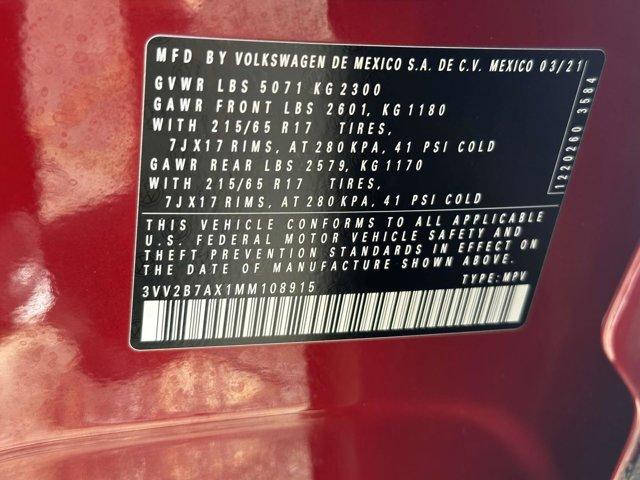 MFD BY VOLKSWAGEN DE MEXICO S.A. DE C.V. MEXICO 03/21
GVWR LBS 5071 KG 2300
GAWR FRONT LBS 2601, KG 1180
WITH 215/65 R17 TIRES,
7JX17 RIMS, AT 280 KPA, 41 PSI COLD
GAWR REAR LBS 2579, KG 1170
WITH 215/65 R17 TIRES,
7JX17 RIMS, AT 280 KPA, 41 PSI COLD
1220260 3584
THIS VEHICLE CONFORMS TO ALL APPLICABLE
U.S. FEDERAL MOTOR VEHICLE SAFETY AND
THEFT PREVENTION STANDARDS IN EFFECT ON
THE DATE OF MANUFACTURE SHOWN ABOVE.
3VV2B7AX1MM108915 TYPE: MPV